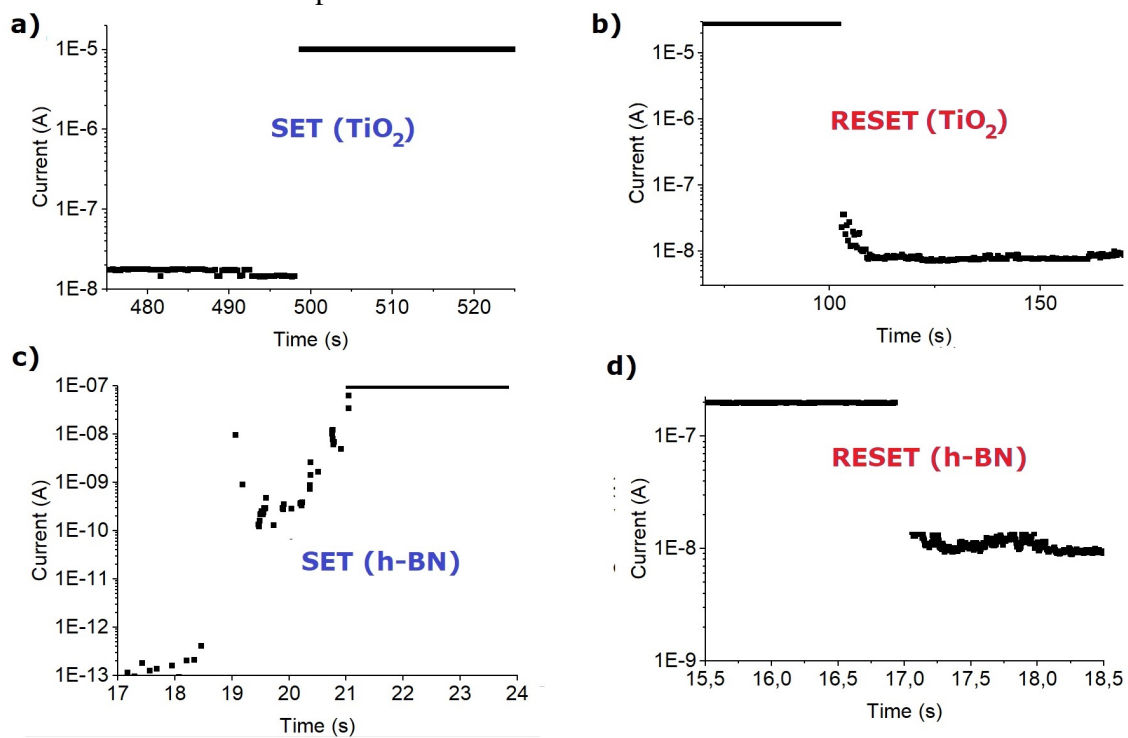 a)
1E-5
1E-6
1E-7
1E-8
Current (A)
SET (TiO₂)
480 490 500 510 520
Time (s)
b)
1E-5
1E-6
1E-7
1E-8
Current (A)
RESET (TiO₂)
100 150
Time (s)
c)
1E-07
1E-08
1E-09
1E-10
1E-11
1E-12
1E-13
Current (A)
SET (h-BN)
17 18 19 20 21 22 23 24
Time (s)
d)
1E-7
1E-8
1E-9
Current (A)
RESET (h-BN)
15,5 16,0 16,5 17,0 17,5 18,0 18,5
Time (s)